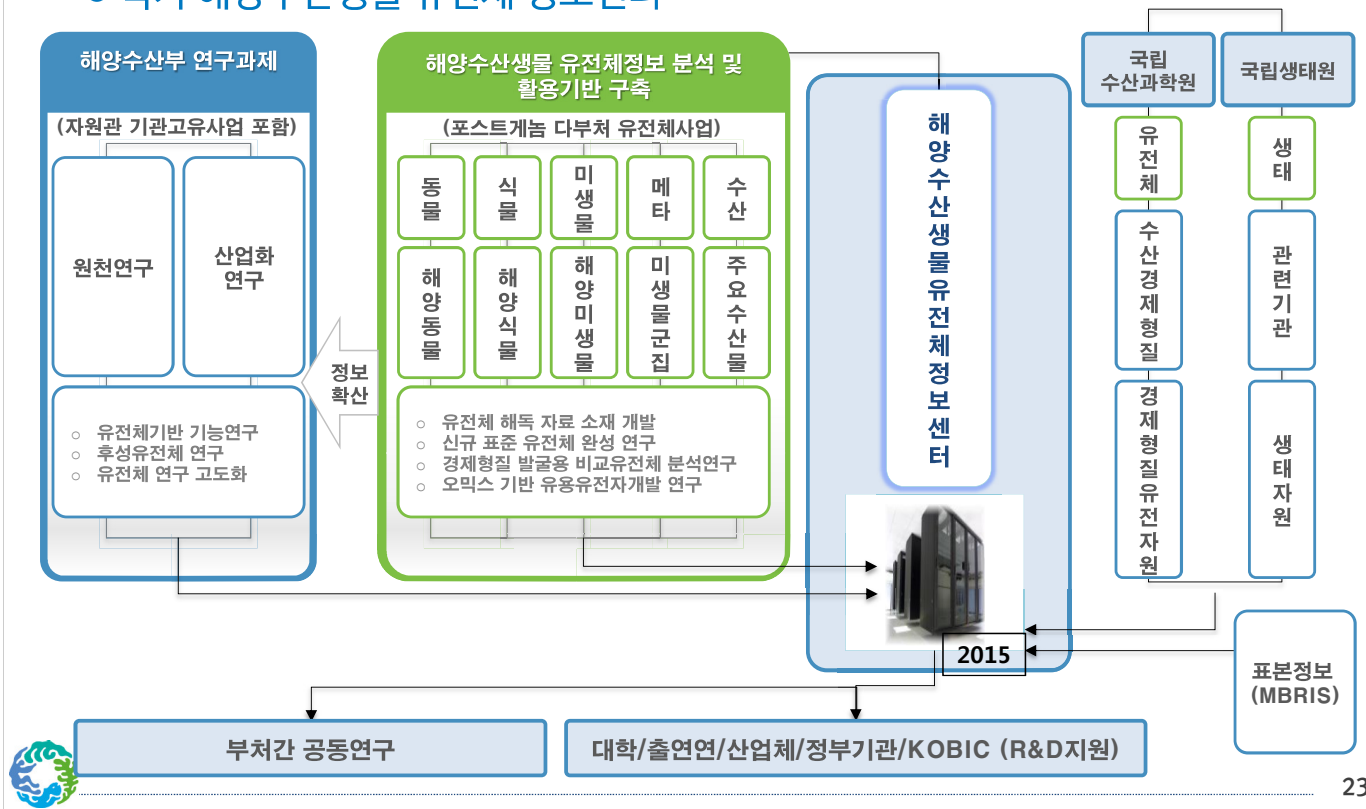 해양수산부 연구과제
(자원관 기관고유사업 포함)
원천연구
산업화
연구
유전체기반 기능연구
후성유전체 연구
유전체 연구 고도화
정보
확산
해양수산생물 유전체정보 분석 및
활용기반 구축
(포스트게놈 다부처 유전체사업)
동물
식물
미생물
메타
수산
해양동물
해양식물
해양미생물
미생물군집
주요수산물
유전체 해독 자료 소재 개발
신규 표준 유전체 완성 연구
경제형질 발굴용 비교유전체 분석연구
오믹스 기반 유용유전자개발 연구
해양수산생물유전체정보센터
2015
국립
수산과학원
국립생태원
유전체
생태
수산경제형질
관련기관
경제형질유전자원
생태자원
표본정보
(MBRIS)
부처간 공동연구
대학/출연연/산업체/정부기관/KOBIC (R&D지원)
23